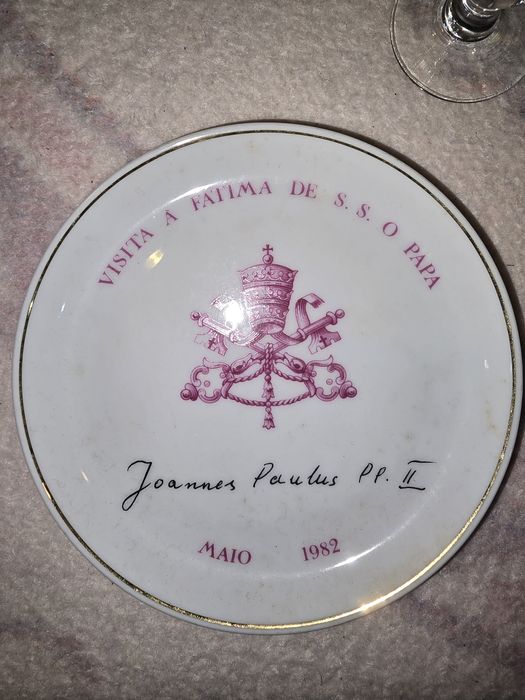 VISITA A FATIMA DE S. S. O PAPA
Joannes Paulus PP. II
MAIO 1982